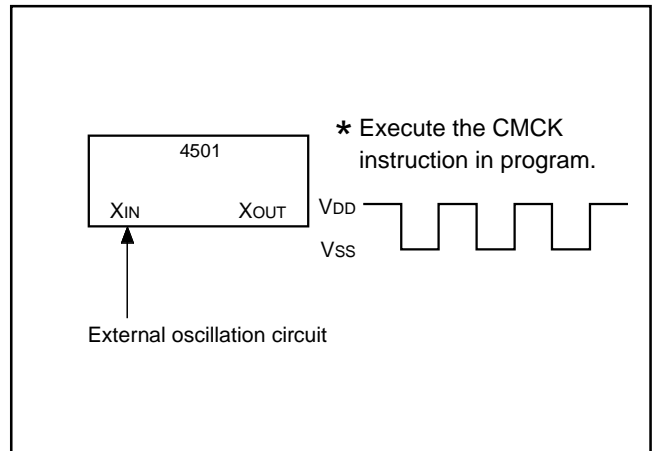 * Execute the CMCK
instruction in program.
4501
XIN XOUT
VDD
VSS
External oscillation circuit